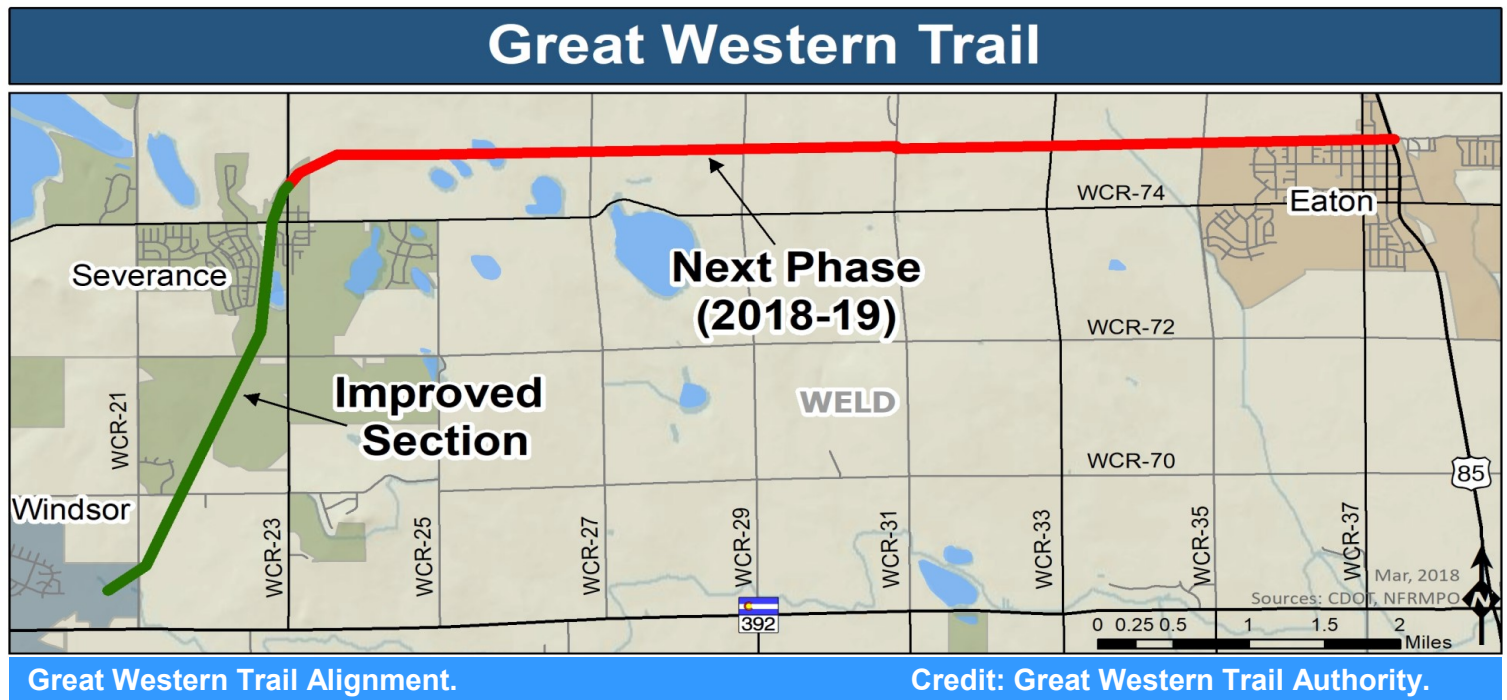 Great Western Trail
WCR-74
Eaton
Severance
Next Phase
(2018-19)
WCR-72
Improved
Section
WELD
WCR-21
WCR-70
85
Windsor
WCR-23
WCR-25
WCR-27
WCR-29
WCR-31
WCR-33
WCR-35
WCR-37
Mar, 2018
Sources: CDOT, NFRMPO
N
392
0 0.25 0.5 1 1.5 2
Miles
Great Western Trail Alignment.
Credit: Great Western Trail Authority.